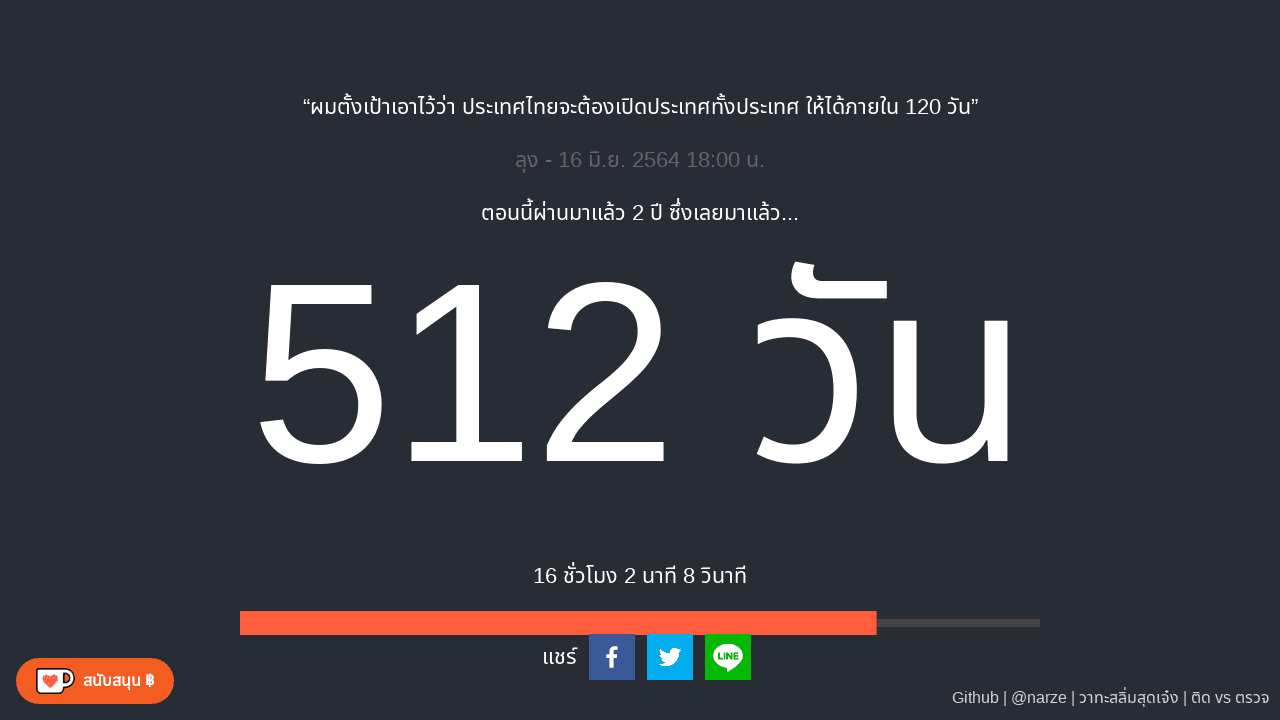 “ผมตั้งเป้าเอาไว้ว่า ประเทศไทยจะต้องเปิดประเทศทั้งประเทศ ให้ได้ภายใน 120 วัน”
ลุง - 16 มิ.ย. 2564 18:00 น.
ตอนนี้ผ่านมาแล้ว 2 ปี ซึ่งเลยมาแล้ว...
512 วัน
16 ชั่วโมง 2 นาที 8 วินาที
แชร์
LINE
สนับสนุน ฿
Github | @narze | วาทะสลิ่มสุดเจ๋ง | ติด vs ตรวจ